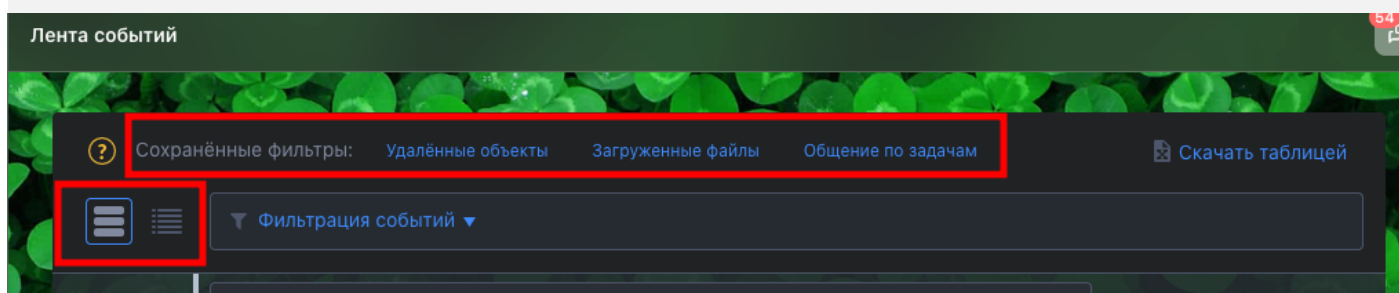 Лента событий
54
Сохранённые фильтры: Удалённые объекты Загруженные файлы Общение по задачам
Скачать таблицей
Фильтрация событий